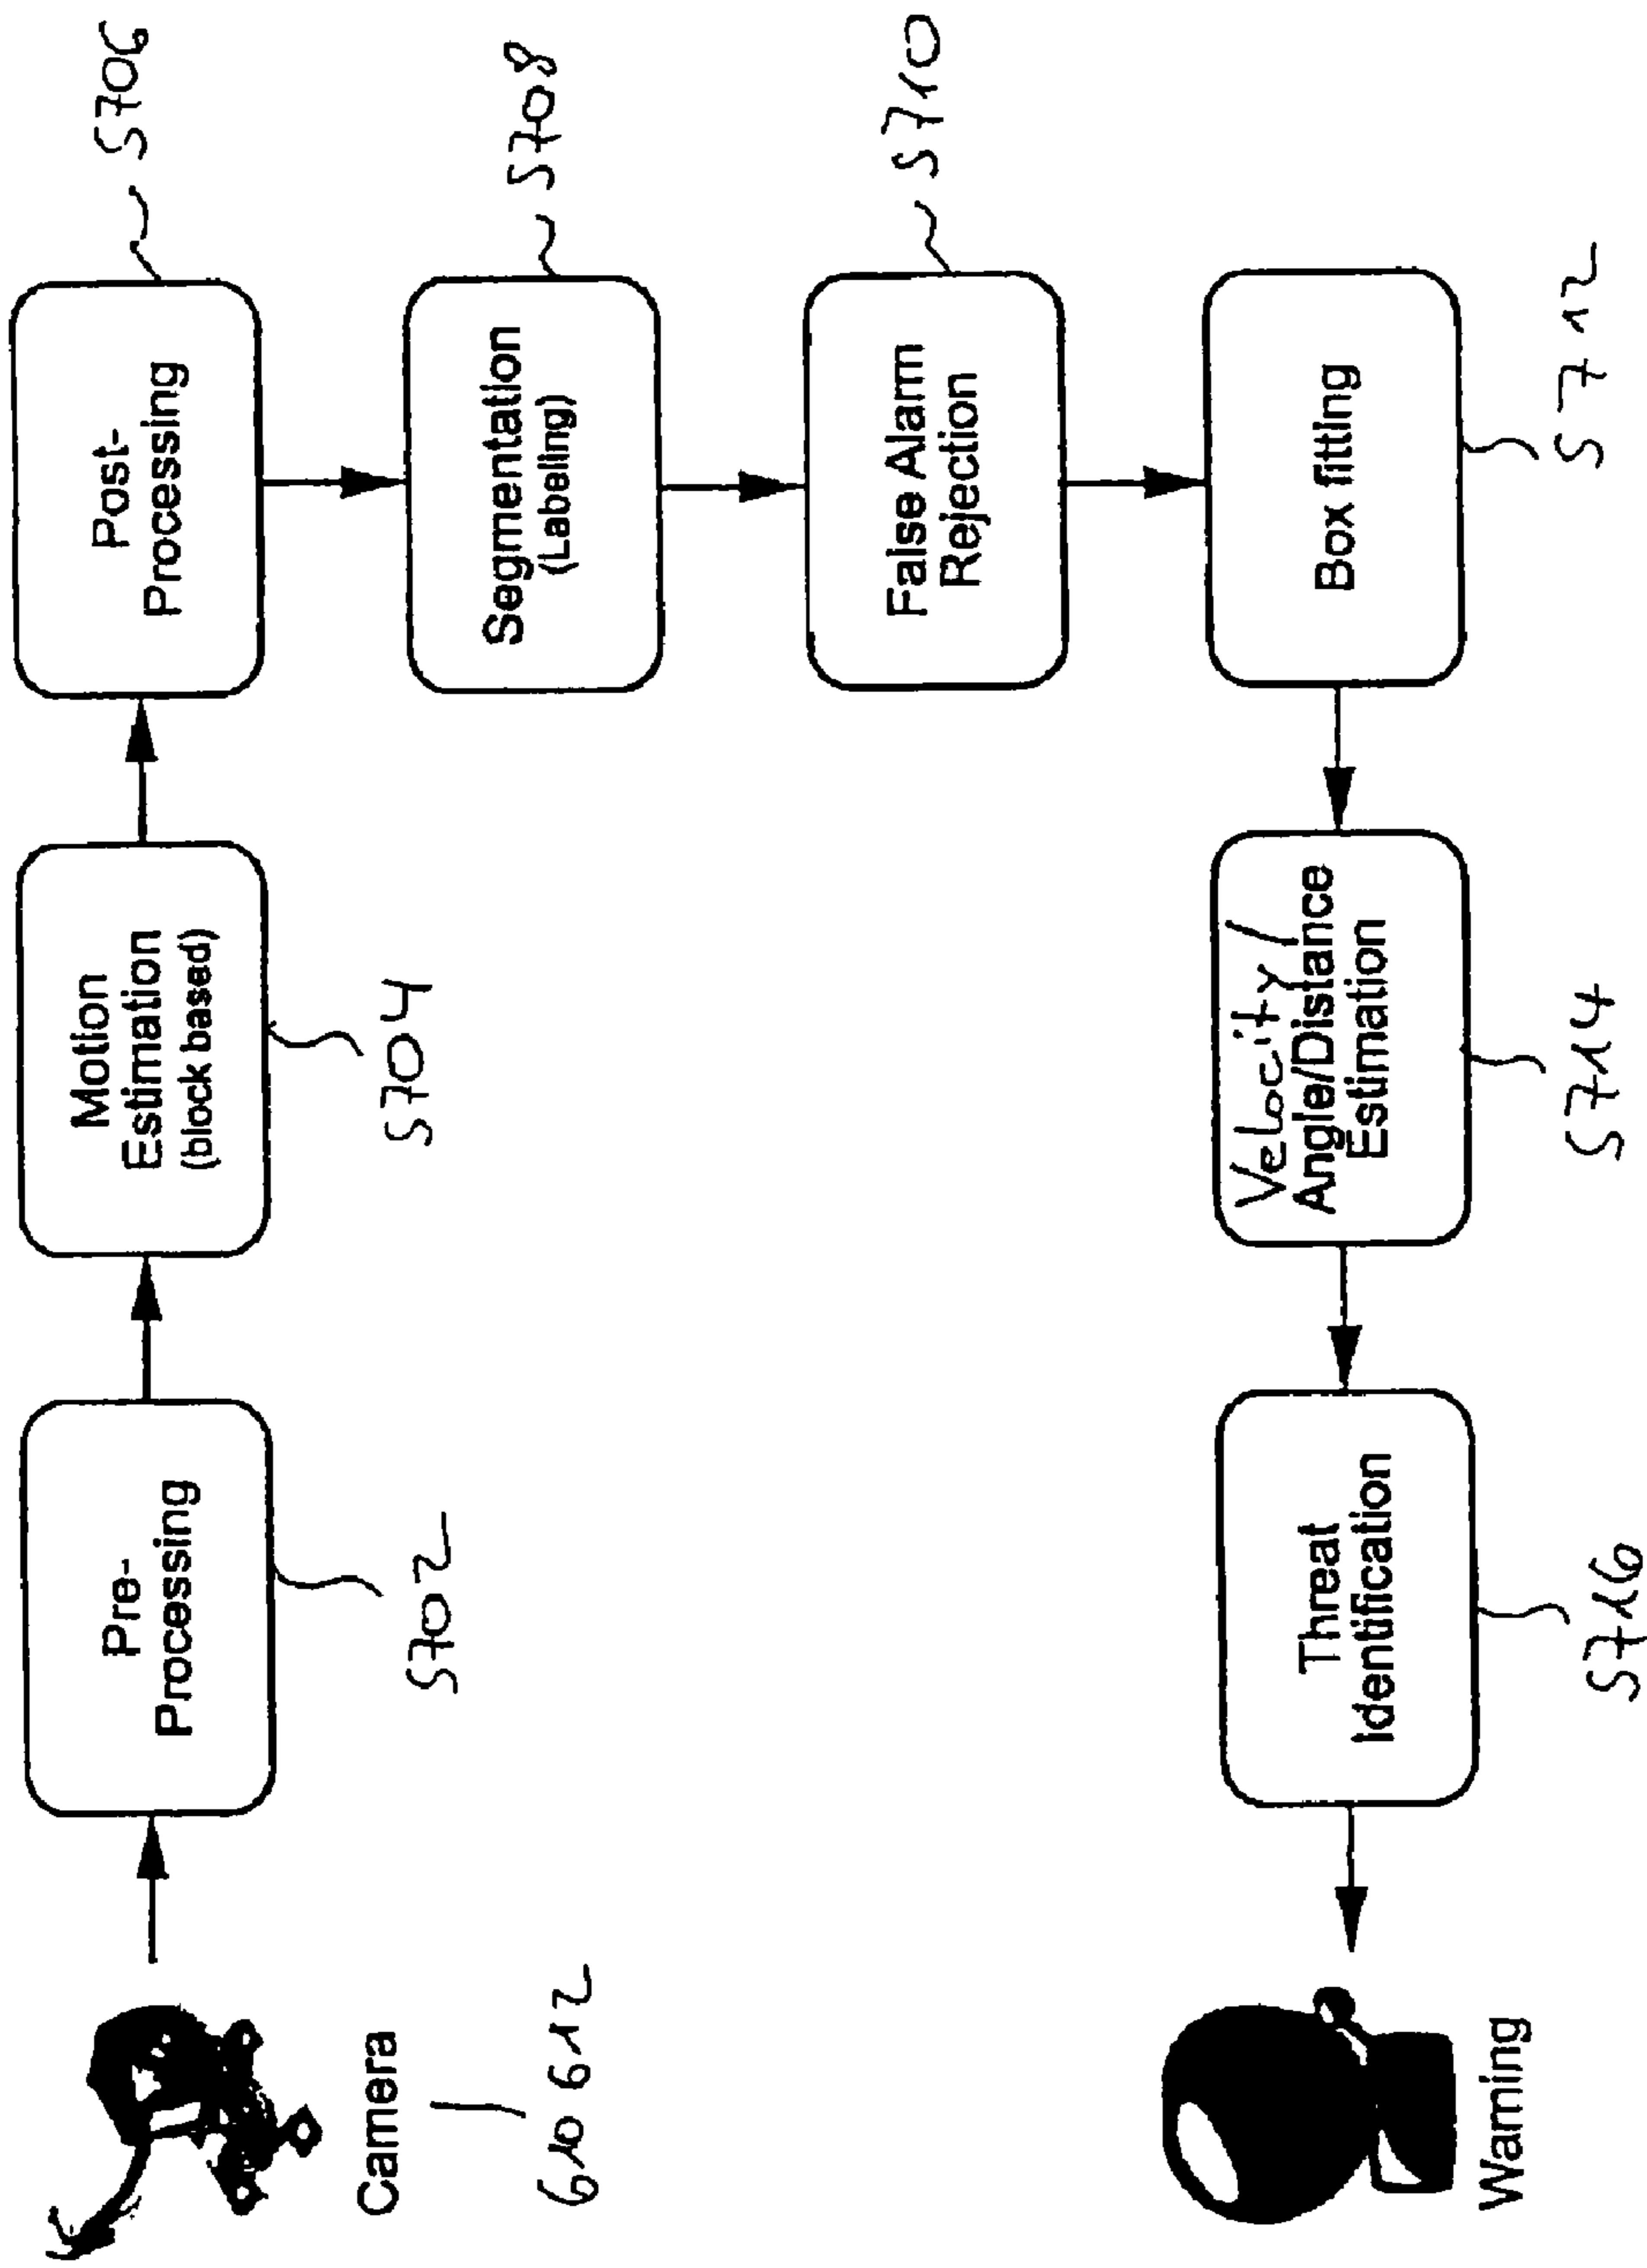 Camera
610 612
Pre-
Processing
S702
Motion
Estimation
(block based)
S704
Post-
Processing
S706
Segmentation
(Labeling)
S708
False Alarm
Rejection
S710
Box fitting
S712
Velocity/
Angle/Distance
Estimation
S714
Threat
Identification
S716
Warning